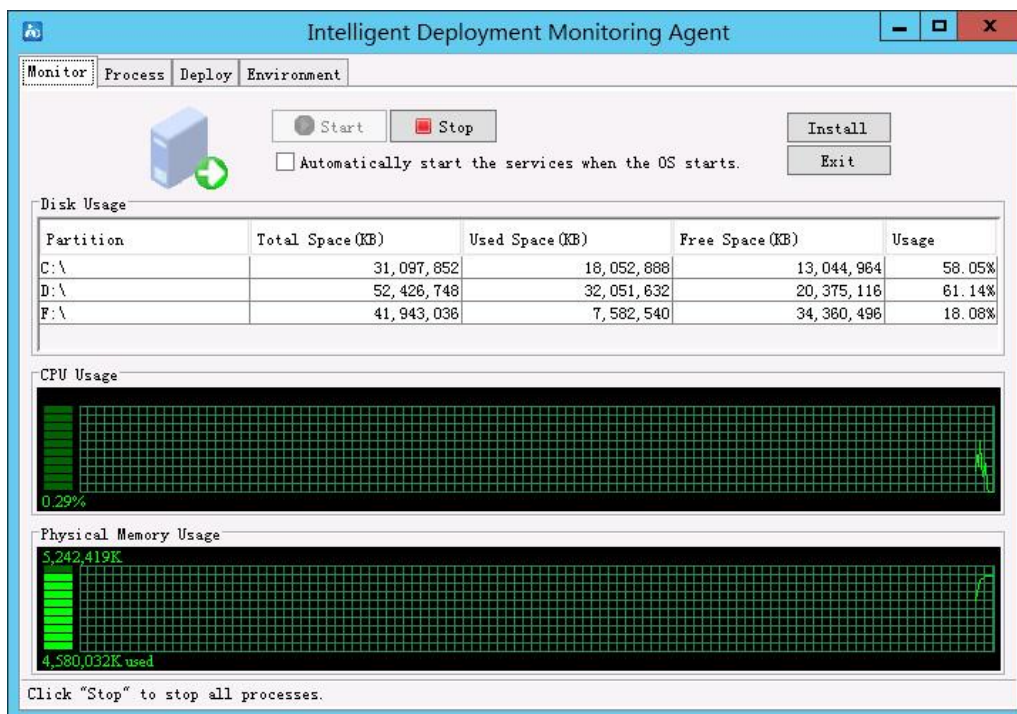 Intelligent Deployment Monitoring Agent
Monitor Process Deploy Environment
Start Stop Install
Automatically start the services when the OS starts. Exit
Disk Usage
Partition Total Space(KB) Used Space(KB) Free Space(KB) Usage
C:\ 31,097,852 18,052,888 13,044,964 58.05%
D:\ 52,426,748 32,051,632 20,375,116 61.14%
F:\ 41,943,036 7,582,540 34,360,496 18.08%
CPU Usage
0.29%
Physical Memory Usage
5,242,419K
4,580,032K used
Click "Stop" to stop all processes.